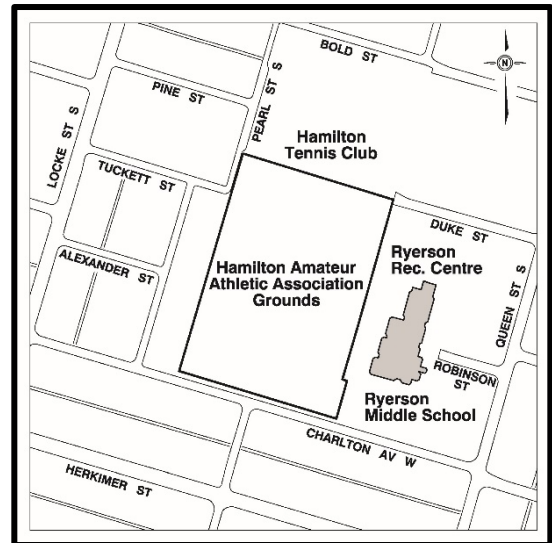 BOLD ST
N
PINE ST
PEARL ST S
LOCKE ST S
Hamilton
Tennis Club
TUCKETT ST
DUKE ST
Ryerson
Rec. Centre
QUEEN ST S
ALEXANDER ST
Hamilton Amateur
Athletic Association
Grounds
ROBINSON
ST
Ryerson
Middle School
CHARLTON AV W
HERKIMER ST